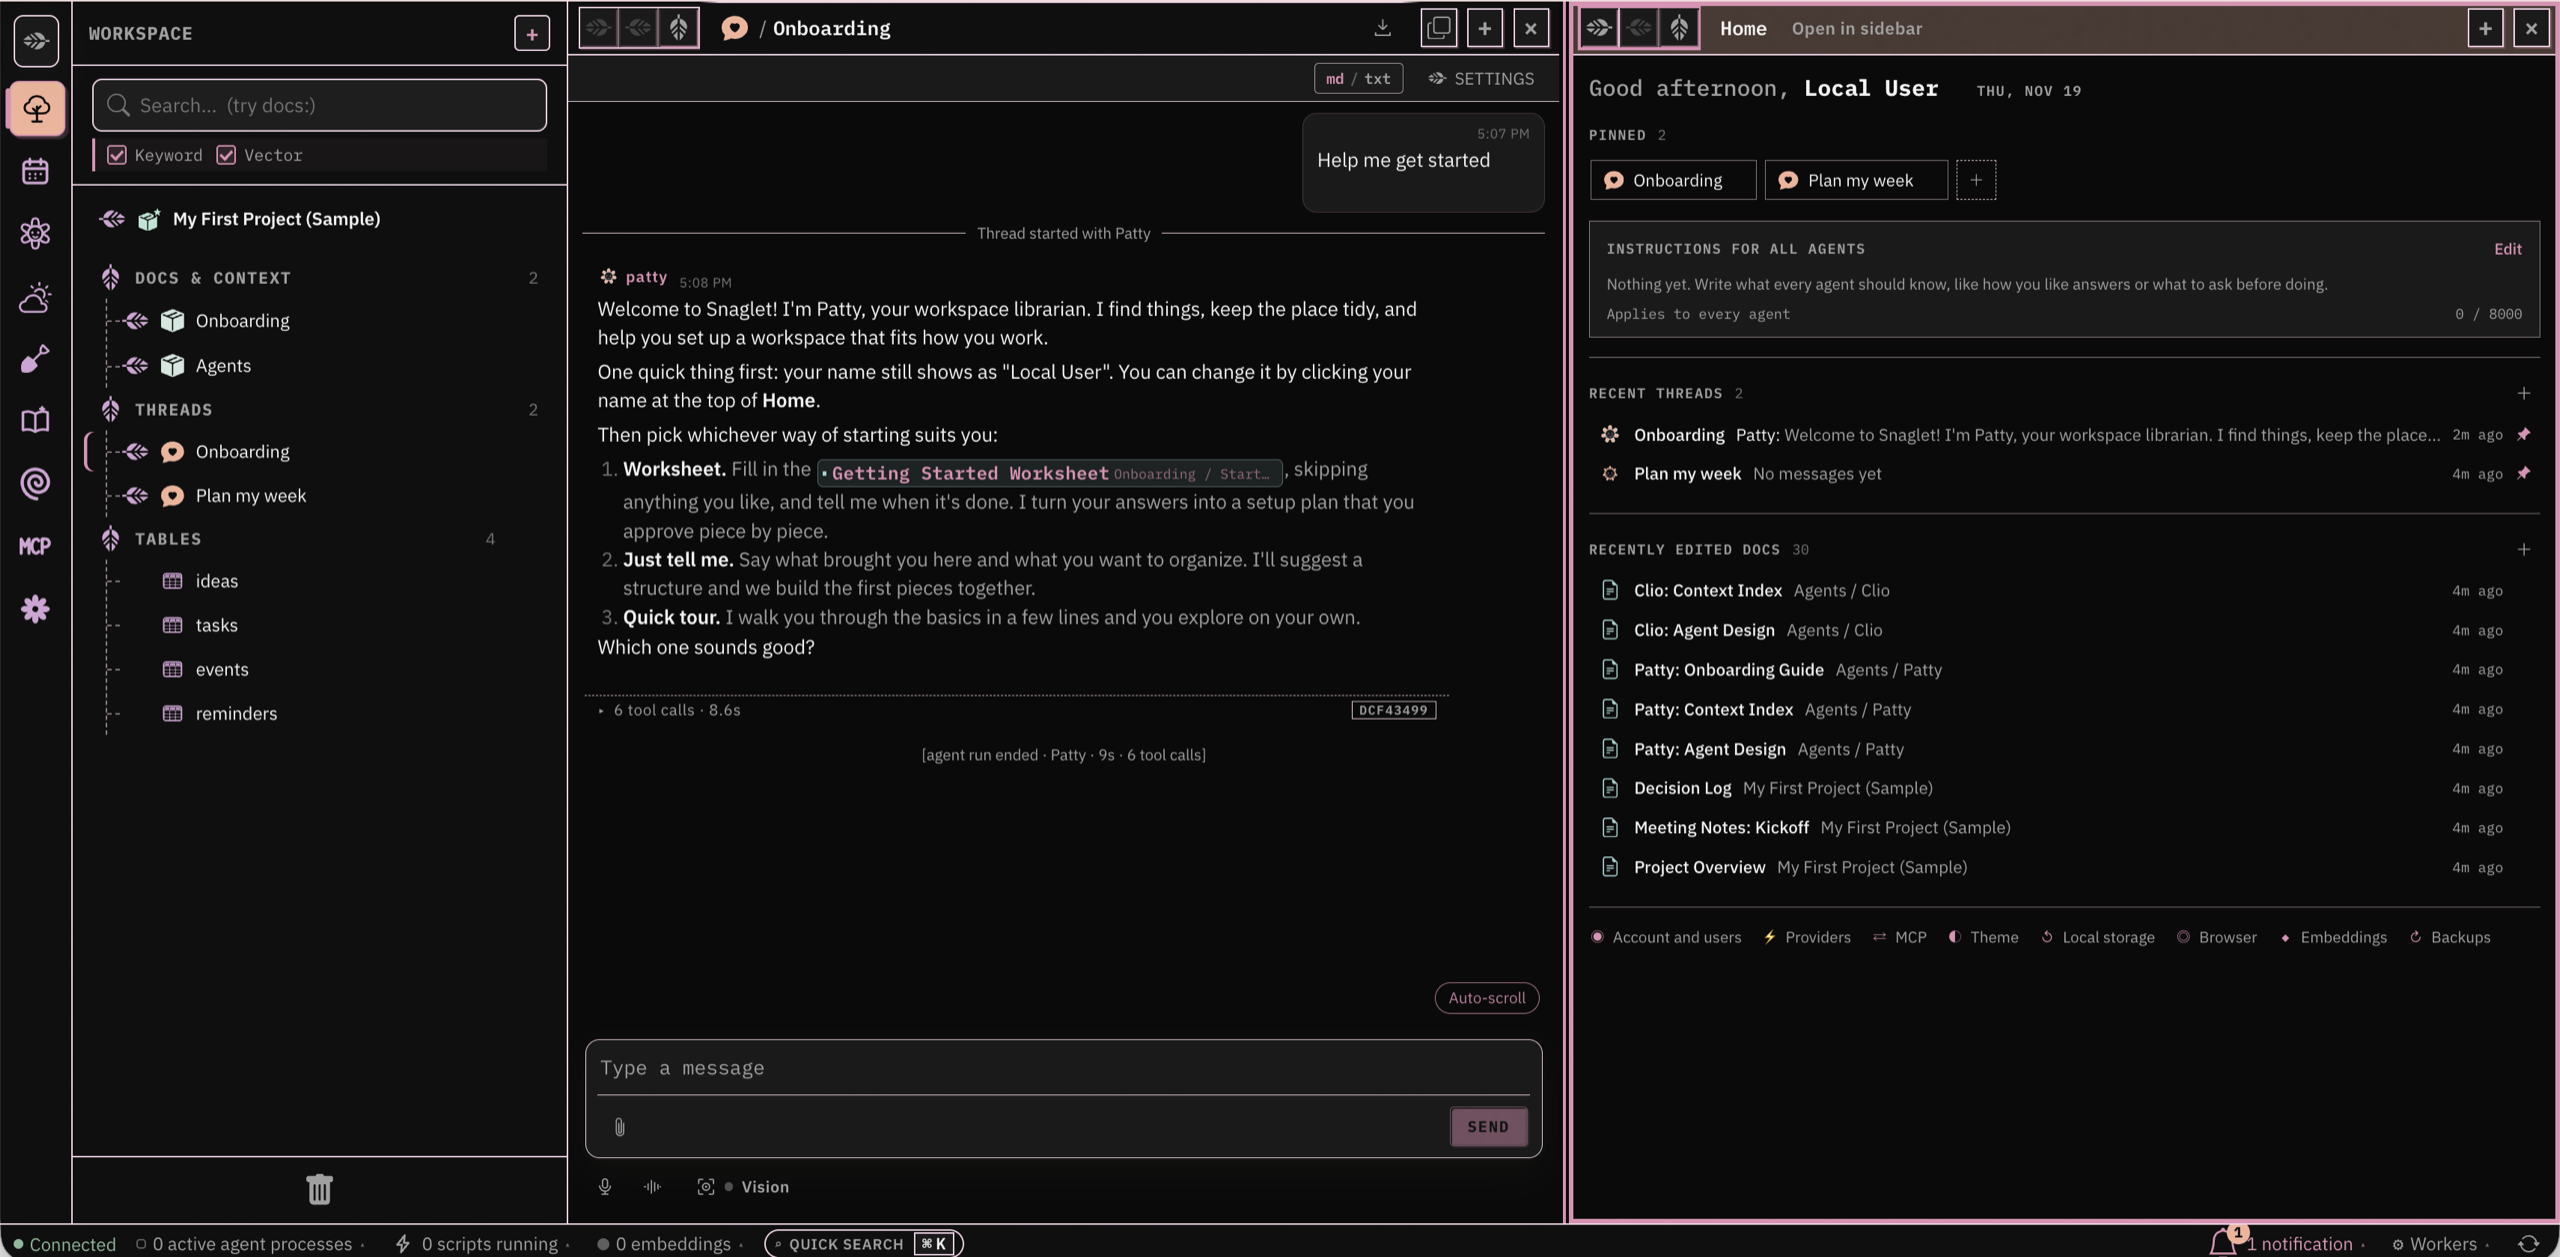 WORKSPACE
+
Search... (try docs:)
Keyword Vector
My First Project (Sample)
DOCS & CONTEXT 2
Onboarding
Agents
THREADS 2
Onboarding
Plan my week
TABLES 4
ideas
tasks
events
reminders
MCP
/ Onboarding
md / txt SETTINGS
5:07 PM
Help me get started
Thread started with Patty
patty 5:08 PM
Welcome to Snaglet! I'm Patty, your workspace librarian. I find things, keep the place tidy, and
help you set up a workspace that fits how you work.
One quick thing first: your name still shows as "Local User". You can change it by clicking your
name at the top of Home.
Then pick whichever way of starting suits you:
1. Worksheet. Fill in the Getting Started Worksheet Onboarding / Start… , skipping
anything you like, and tell me when it's done. I turn your answers into a setup plan that you
approve piece by piece.
2. Just tell me. Say what brought you here and what you want to organize. I'll suggest a
structure and we build the first pieces together.
3. Quick tour. I walk you through the basics in a few lines and you explore on your own.
Which one sounds good?
6 tool calls · 8.6s DCF43499
[agent run ended · Patty · 9s · 6 tool calls]
Auto-scroll
Type a message
SEND
Vision
Home Open in sidebar
Good afternoon, Local User THU, NOV 19
PINNED 2
Onboarding Plan my week +
INSTRUCTIONS FOR ALL AGENTS Edit
Nothing yet. Write what every agent should know, like how you like answers or what to ask before doing.
Applies to every agent 0 / 8000
RECENT THREADS 2
Onboarding Patty: Welcome to Snaglet! I'm Patty, your workspace librarian. I find things, keep the place... 2m ago
Plan my week No messages yet 4m ago
RECENTLY EDITED DOCS 30
Clio: Context Index Agents / Clio 4m ago
Clio: Agent Design Agents / Clio 4m ago
Patty: Onboarding Guide Agents / Patty 4m ago
Patty: Context Index Agents / Patty 4m ago
Patty: Agent Design Agents / Patty 4m ago
Decision Log My First Project (Sample) 4m ago
Meeting Notes: Kickoff My First Project (Sample) 4m ago
Project Overview My First Project (Sample) 4m ago
Account and users Providers MCP Theme Local storage Browser Embeddings Backups
Connected 0 active agent processes 0 scripts running 0 embeddings QUICK SEARCH ⌘K 1 1 notification Workers